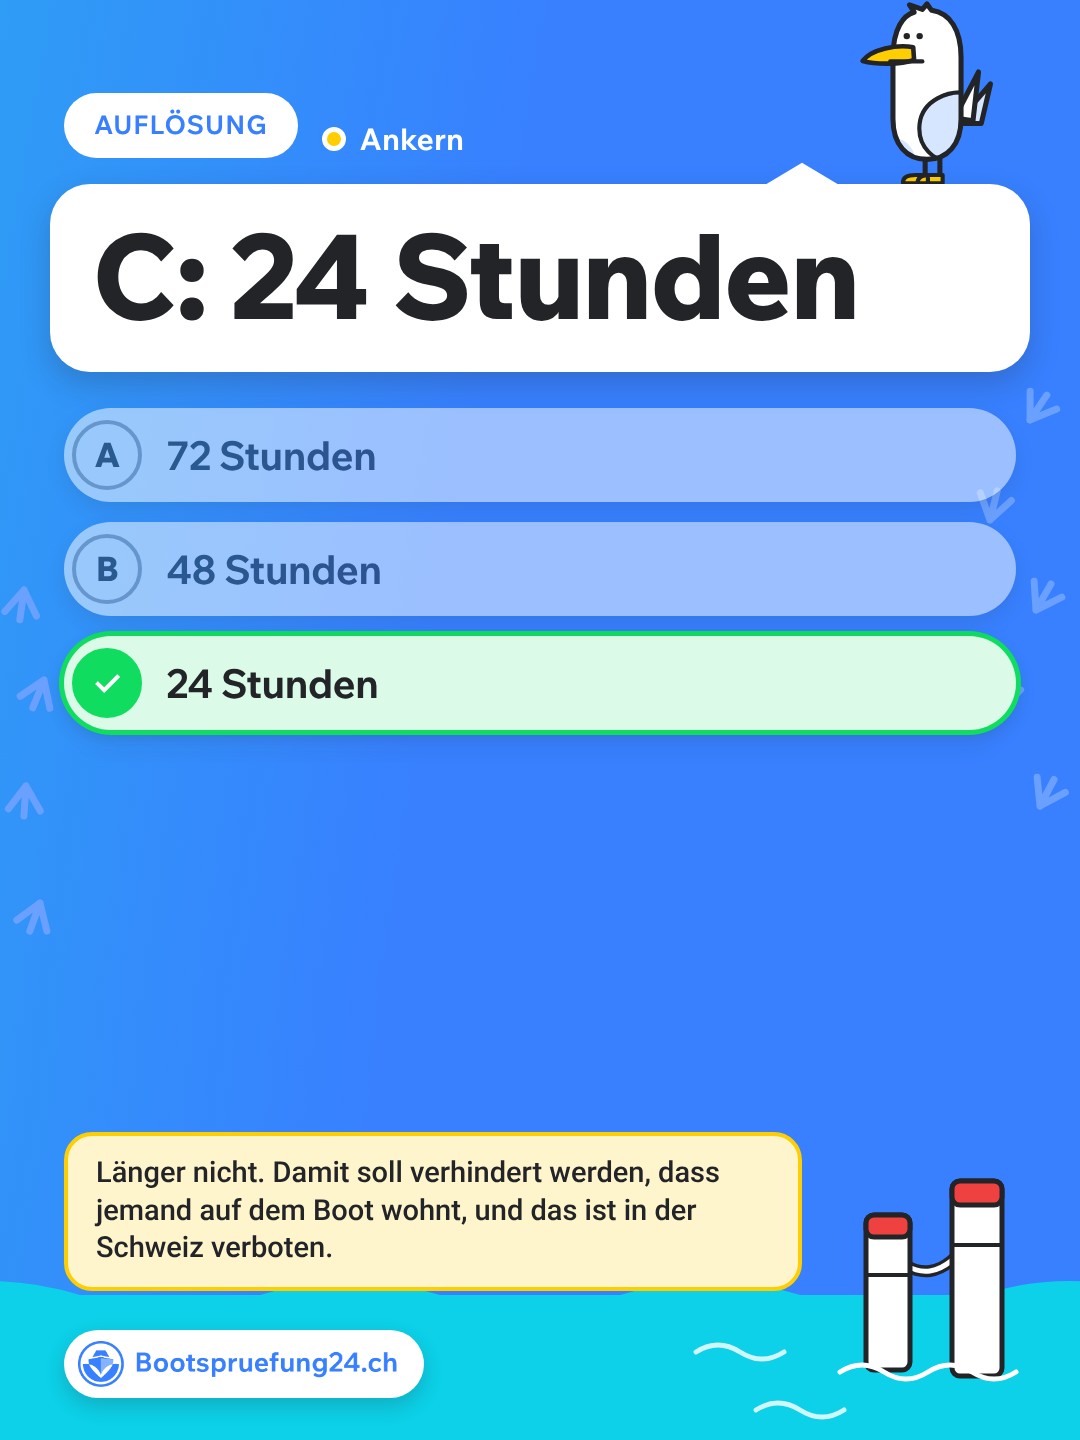 AUFLÖSUNG
Ankern
C: 24 Stunden
A 72 Stunden
B 48 Stunden
24 Stunden
Länger nicht. Damit soll verhindert werden, dass
jemand auf dem Boot wohnt, und das ist in der
Schweiz verboten.
Bootspruefung24.ch